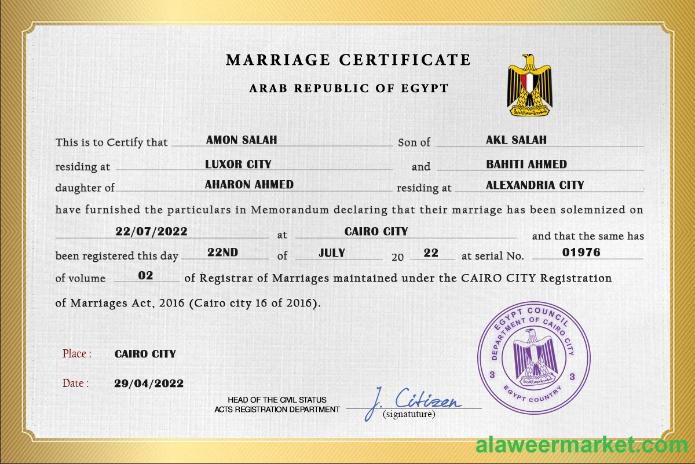 MARRIAGE CERTIFICATE
ARAB REPUBLIC OF EGYPT
This is to Certify that AMON SALAH Son of AKL SALAH
residing at LUXOR CITY and BAHITI AHMED
daughter of AHARON AHMED residing at ALEXANDRIA CITY
have furnished the particulars in Memorandum declaring that their marriage has been solemnized on
22/07/2022 at CAIRO CITY and that the same has
been registered this day 22ND of JULY 20 22 at serial No. 01976
of volume 02 of Registrar of Marriages maintained under the CAIRO CITY Registration
of Marriages Act, 2016 (Cairo city 16 of 2016).
Place : CAIRO CITY
Date : 29/04/2022
HEAD OF THE CIVIL STATUS
ACTS REGISTRATION DEPARTMENT
J. Citizen
(signatuture)
EGYPT COUNCIL
DEPARTMENT OF CAIRO CITY
3 3
EGYPT COUNTRY
alaweermarket.com